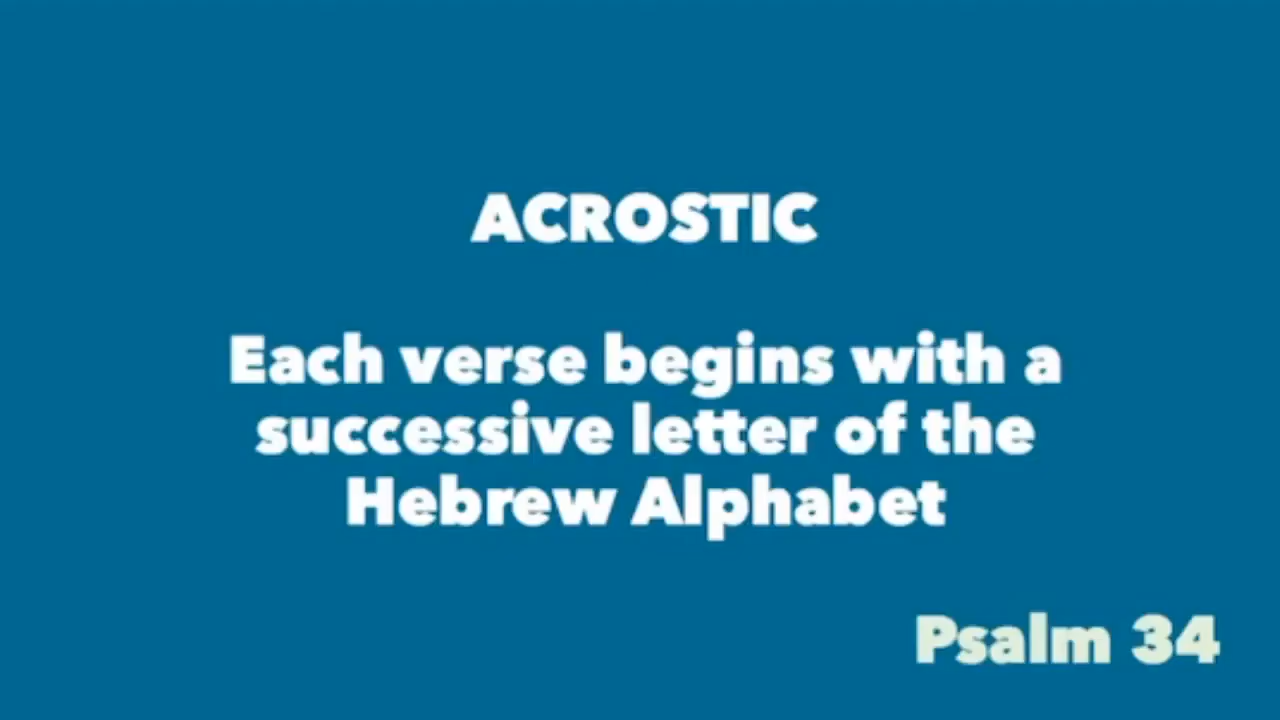 ACROSTIC
Each verse begins with a
successive letter of the
Hebrew Alphabet
Psalm 34